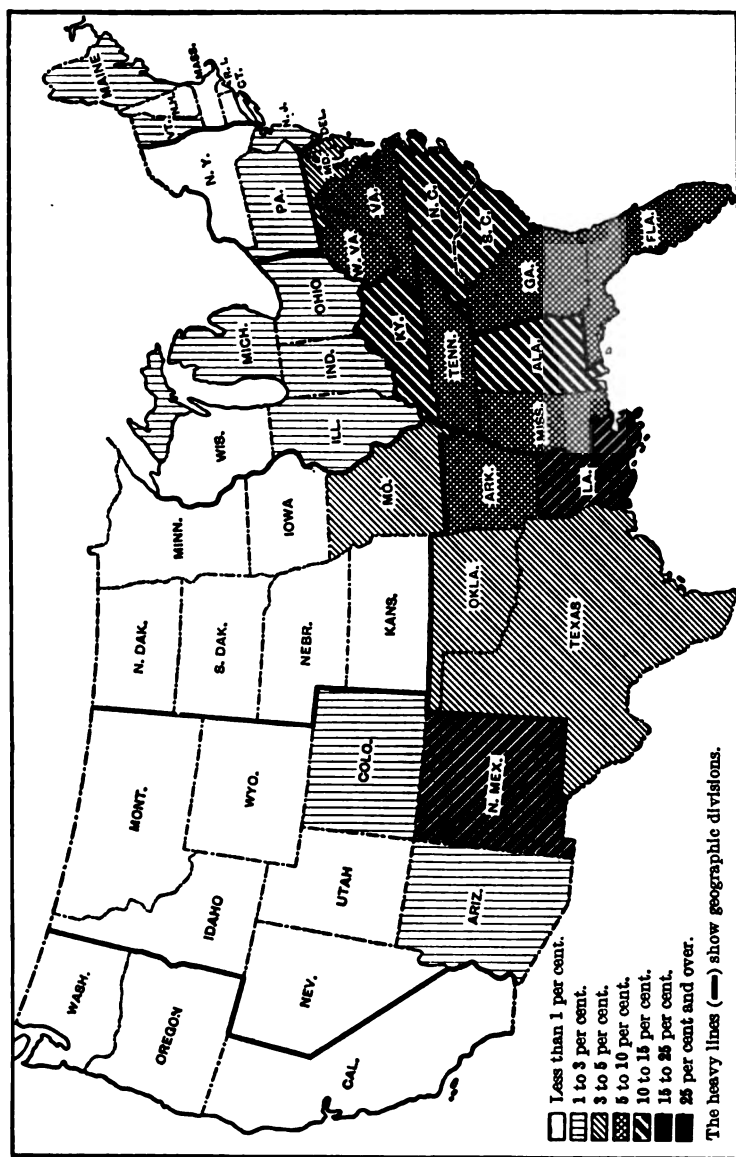 WASH.
OREGON
CAL.
NEV.
IDAHO
MONT.
WYO.
UTAH
COLO.
ARIZ.
N. MEX.
N. DAK.
S. DAK.
NEBR.
KANS.
OKLA.
TEXAS
MINN.
IOWA
MO.
ARK.
LA.
WIS.
ILL.
MICH.
IND.
OHIO
KY.
TENN.
MISS.
ALA.
GA.
FLA.
S. C.
N. C.
VA.
W. VA.
MD.
DEL.
PA.
N. J.
N. Y.
CT.
R. I.
MASS.
VT.
N.H.
MAINE
Less than 1 per cent.
1 to 3 per cent.
3 to 5 per cent.
5 to 10 per cent.
10 to 15 per cent.
15 to 25 per cent.
25 per cent and over.
The heavy lines (▬) show geographic divisions.